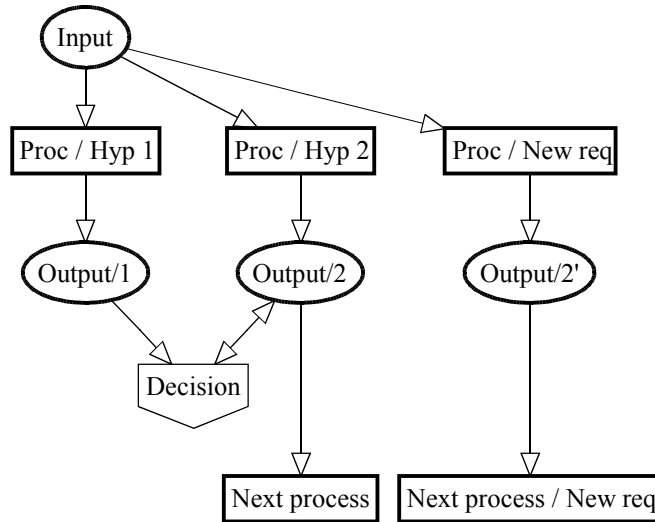 Input
Proc / Hyp 1
Proc / Hyp 2
Proc / New req
Output/1
Output/2
Output/2'
Decision
Next process
Next process / New req